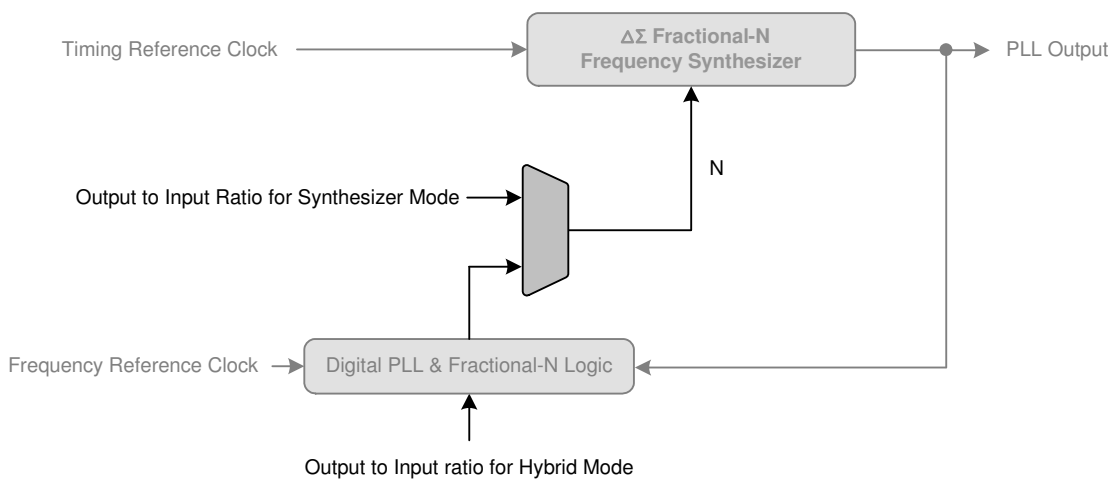 Timing Reference Clock
ΔΣ Fractional-N
Frequency Synthesizer
PLL Output
N
Output to Input Ratio for Synthesizer Mode
Frequency Reference Clock
Digital PLL & Fractional-N Logic
Output to Input ratio for Hybrid Mode